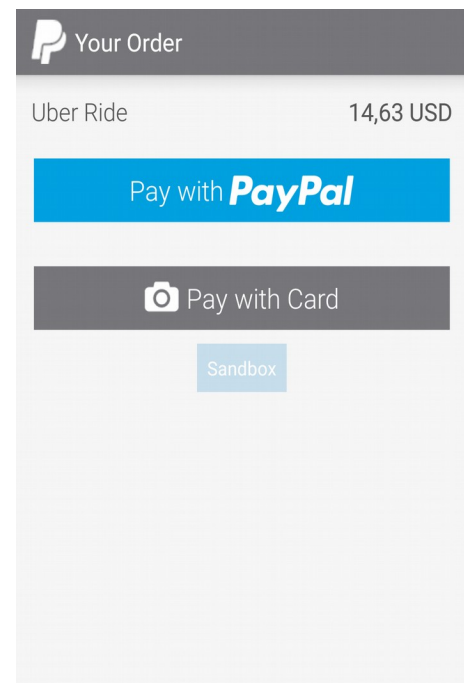 Your Order
Uber Ride 14,63 USD
Pay with PayPal
Pay with Card
Sandbox